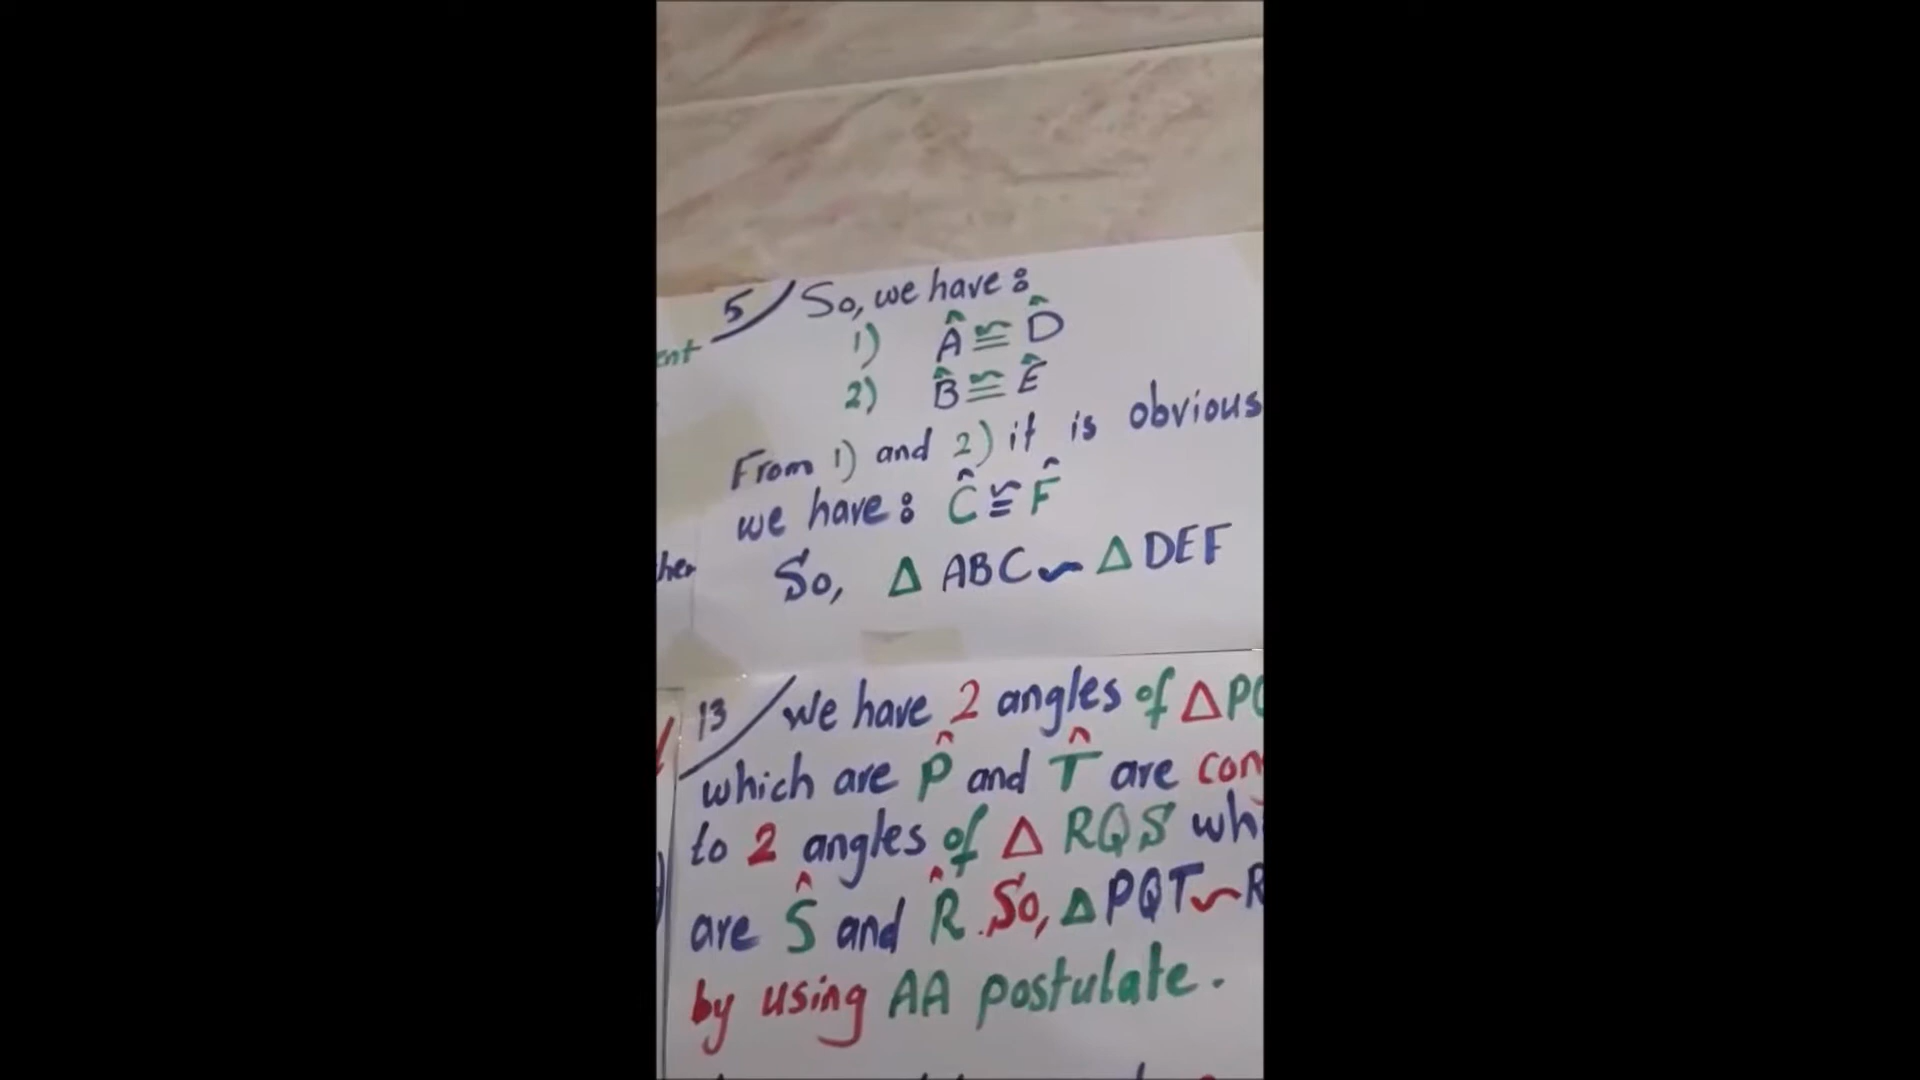 5/ So, we have:
1) Â ≅ D̂
2) B̂ ≅ Ê
From 1) and 2) it is obvious
we have: Ĉ ≅ F̂
So, Δ ABC ~ Δ DEF
13/ We have 2 angles of Δ
which are P̂ and T̂ are
to 2 angles of Δ RQS
are Ŝ and R̂. So, Δ PQT ~ R
by using AA postulate.